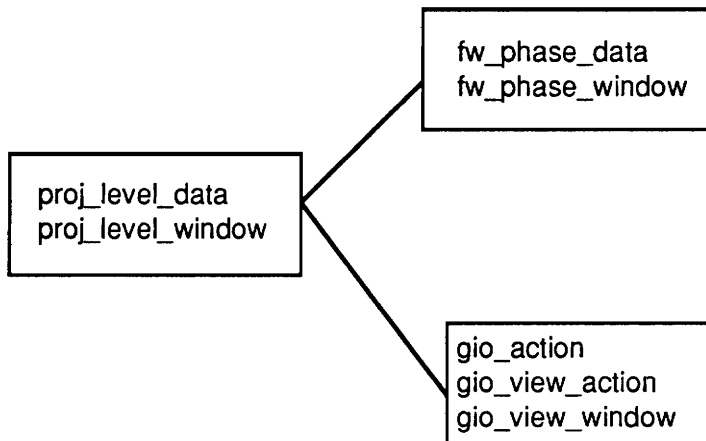 fw_phase_data
fw_phase_window
proj_level_data
proj_level_window
gio_action
gio_view_action
gio_view_window